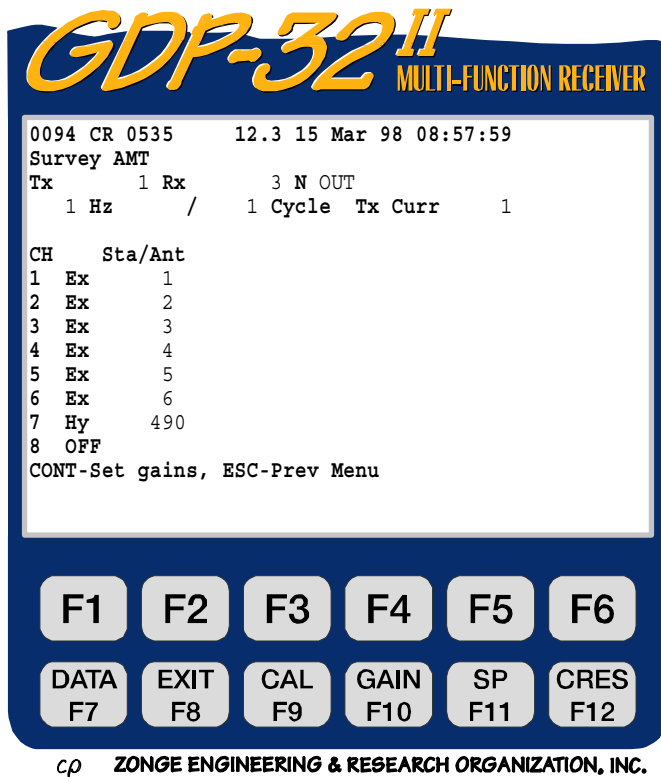 GDP-32 II
MULTI-FUNCTION RECEIVER
0094 CR 0535 12.3 15 Mar 98 08:57:59
Survey AMT
Tx 1 Rx 3 N OUT
1 Hz / 1 Cycle Tx Curr 1
CH Sta/Ant
1 Ex 1
2 Ex 2
3 Ex 3
4 Ex 4
5 Ex 5
6 Ex 6
7 Hy 490
8 OFF
CONT-Set gains, ESC-Prev Menu
F1 F2 F3 F4 F5 F6
DATA EXIT CAL GAIN SP CRES
F7 F8 F9 F10 F11 F12
cρ ZONGE ENGINEERING & RESEARCH ORGANIZATION, INC.